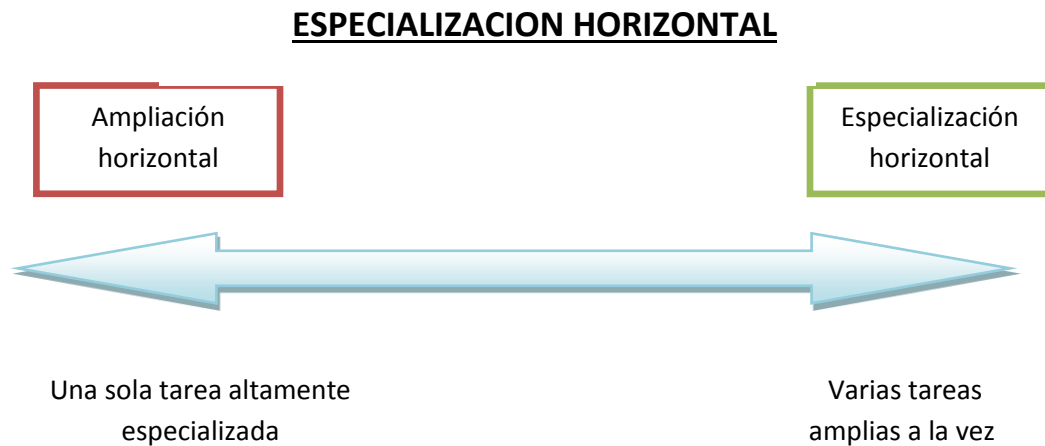 ESPECIALIZACION HORIZONTAL
Ampliación
horizontal
Especialización
horizontal
Una sola tarea altamente
especializada
Varias tareas
amplias a la vez